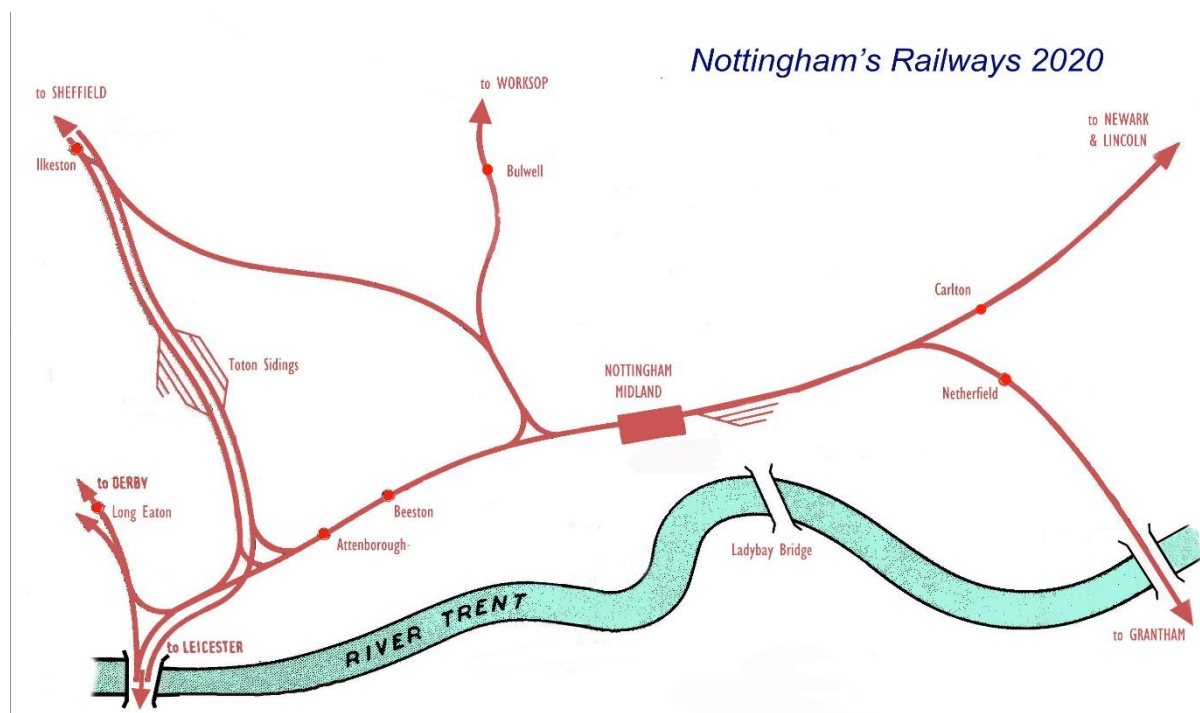 Nottingham's Railways 2020
to SHEFFIELD
to WORKSOP
to NEWARK
& LINCOLN
Ilkeston
Bulwell
Carlton
Toton Sidings
NOTTINGHAM
MIDLAND
Netherfield
to DERBY
Long Eaton
Beeston
Attenborough
Ladybay Bridge
RIVER TRENT
to LEICESTER
to GRANTHAM